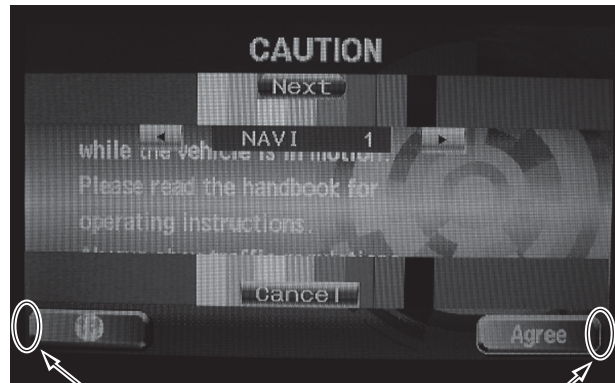 CAUTION
Next
NAVI 1
while the vehicle is in motion.
Please read the handbook for
operating instructions.
Cancel
Agree